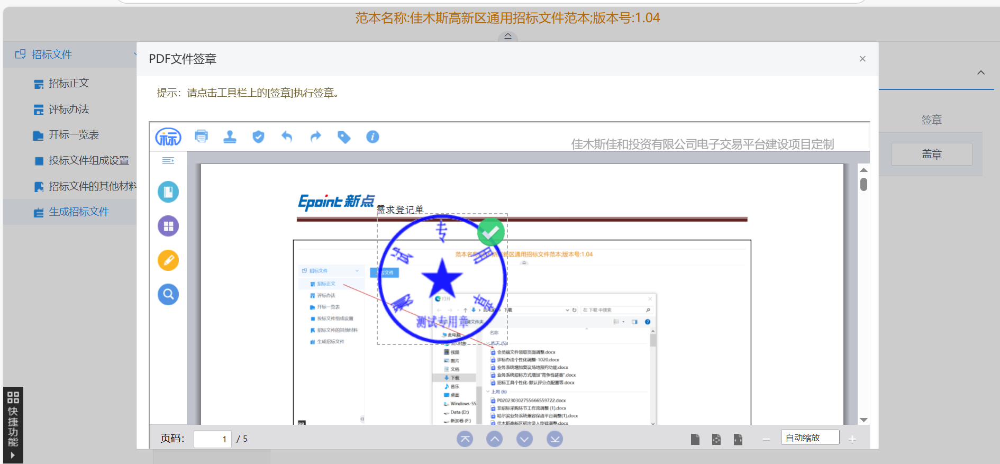 范本名称:佳木斯高新区通用招标文件范本;版本号:1.04
招标文件
招标正文
评标办法
开标一览表
投标文件组成设置
招标文件的其他材料
生成招标文件
快捷功能
签章
盖章
PDF文件签章
提示：请点击工具栏上的[签章]执行签章。
标
佳木斯佳和投资有限公司电子交易平台建设项目定制
Epoint 新点
需求登记单
测试专用章
范本名
新区通用招标文件范本;版本号:1.04
招标文件
招标正文
评标办法
开标一览表
投标文件组成设置
招标文件的其他材料
生成招标文件
文件
打开
下载
在 下载 中搜索
文件夹
名称
此电脑
视频
图片
文档
下载
音乐
桌面
Windows-SS
Data (D:)
新加卷 (F:)
昨天 (5)
会员端文件领取页面调整.docx
评标办法个性化调整-1020.docx
业务系统增加复议场地预约功能.docx
业务系统招标方式增加"竞争性磋商".docx
招标工具个性化-默认评分点配置等.docx
上周 (6)
P020230302755666559722.docx
非招标采购环节工作流调整 (1).docx
哈尔滨业务系统兼容保函平台调整(1).docx
佳木斯高新区初次录入终端调整.docx
页码： 1 / 5
自动缩放